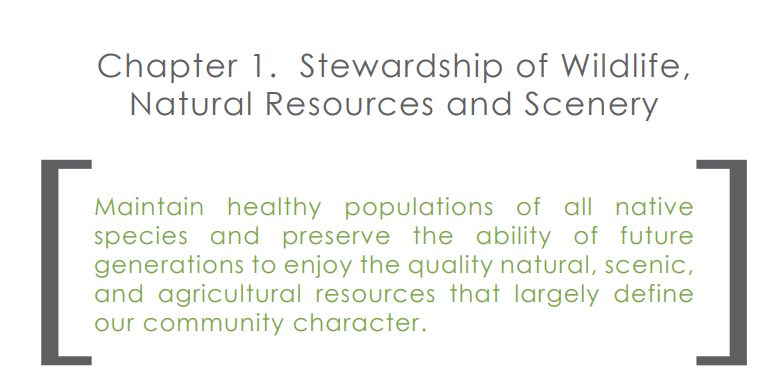 Chapter 1. Stewardship of Wildlife,
Natural Resources and Scenery
Maintain healthy populations of all native
species and preserve the ability of future
generations to enjoy the quality natural, scenic,
and agricultural resources that largely define
our community character.